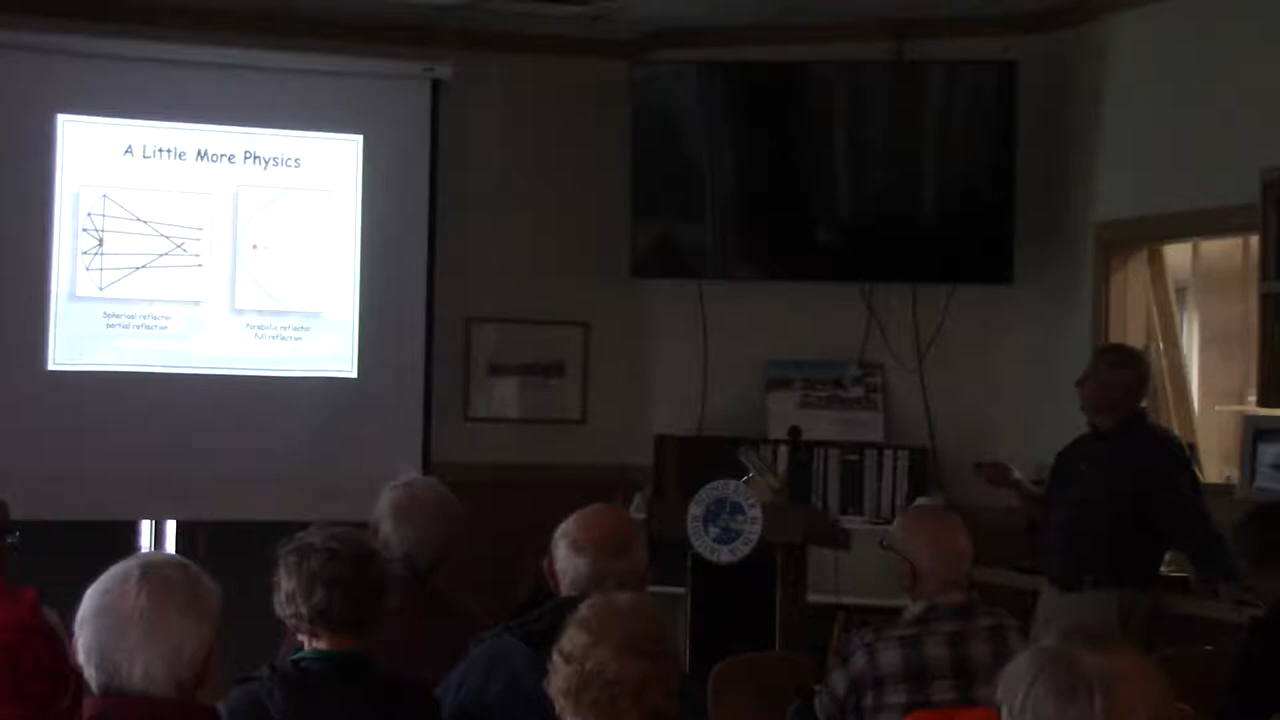 A Little More Physics
Spherical reflector
partial reflection
Parabolic reflector
full reflection